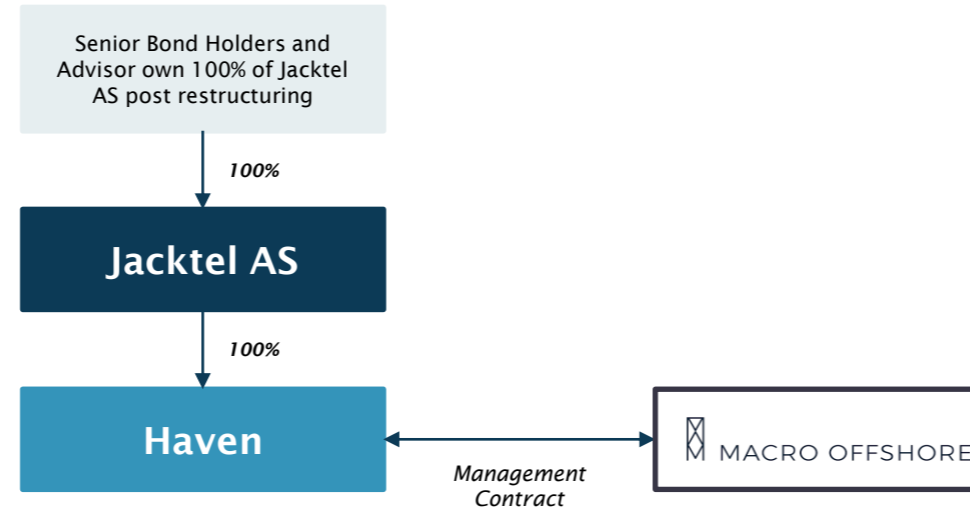 Senior Bond Holders and
Advisor own 100% of Jacktel
AS post restructuring
100%
Jacktel AS
100%
Haven
MACRO OFFSHORE
Management
Contract